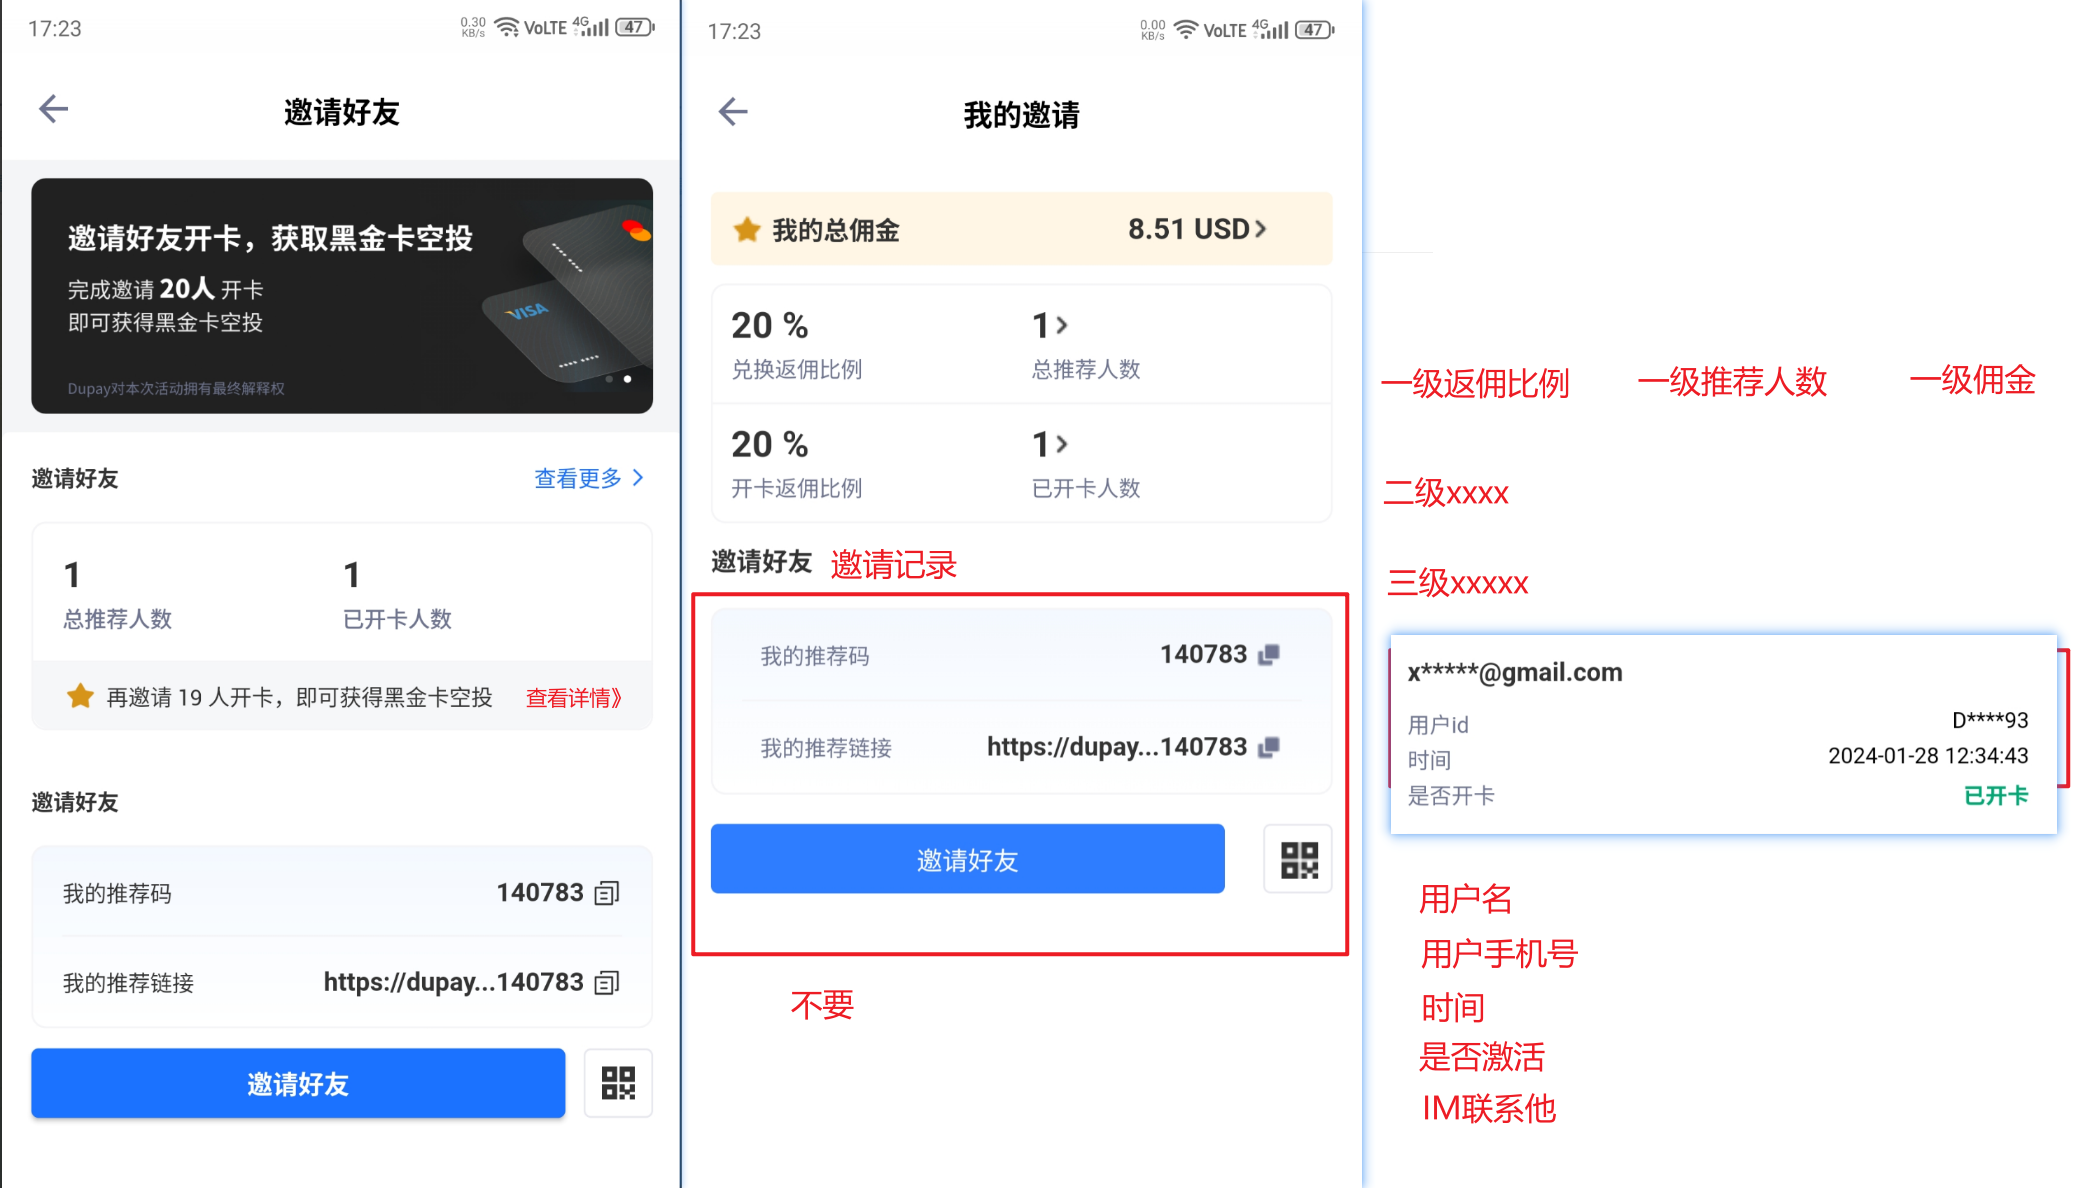 17:23
0.30 KB/s VoLTE 4G 47
邀请好友
邀请好友开卡，获取黑金卡空投
完成邀请 20人 开卡
即可获得黑金卡空投
VISA
Dupay对本次活动拥有最终解释权
邀请好友
查看更多
1
1
总推荐人数
已开卡人数
再邀请 19 人开卡，即可获得黑金卡空投
查看详情》
邀请好友
我的推荐码
140783
我的推荐链接
https://dupay...140783
邀请好友
17:23
0.00 KB/s VoLTE 4G 47
我的邀请
我的总佣金
8.51 USD
20 %
1
兑换返佣比例
总推荐人数
20 %
1
开卡返佣比例
已开卡人数
邀请好友
邀请记录
我的推荐码
140783
我的推荐链接
https://dupay...140783
邀请好友
不要
一级返佣比例
一级推荐人数
一级佣金
二级xxxx
三级xxxxx
x*****@gmail.com
用户id
D****93
时间
2024-01-28 12:34:43
是否开卡
已开卡
用户名
用户手机号
时间
是否激活
IM联系他